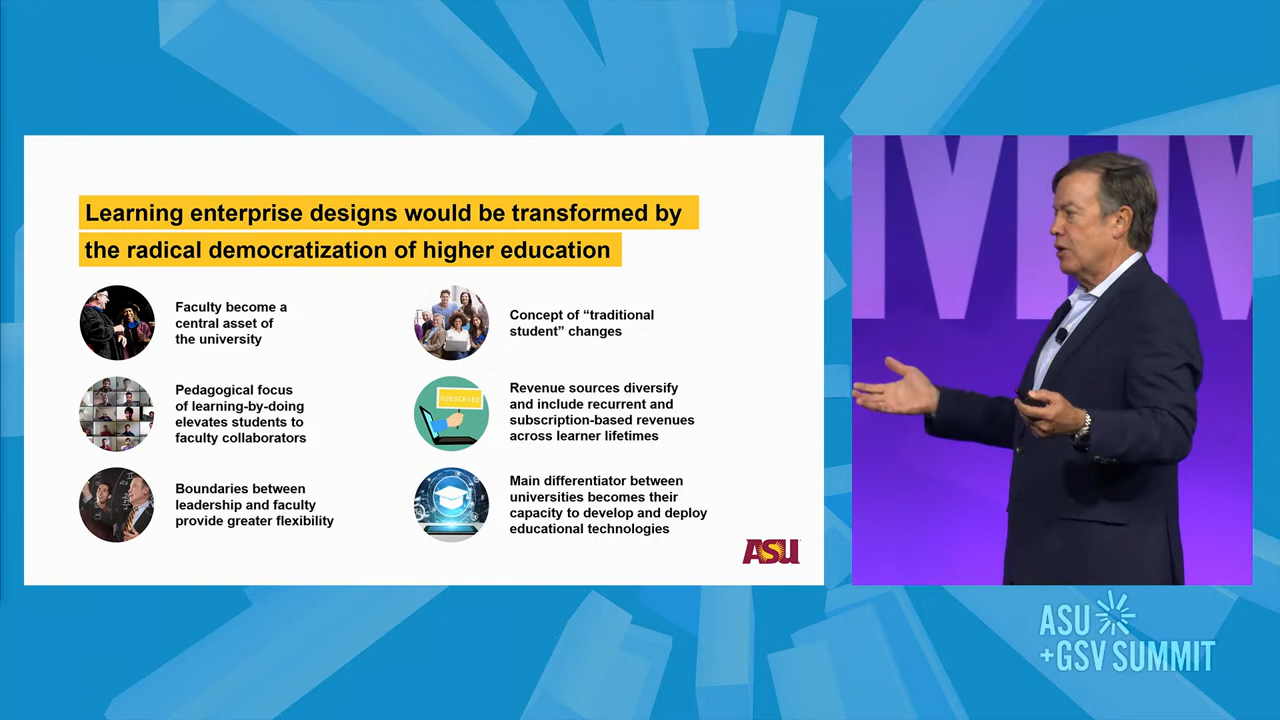 Learning enterprise designs would be transformed by
the radical democratization of higher education
Faculty become a
central asset of
the university
Pedagogical focus
of learning-by-doing
elevates students to
faculty collaborators
Boundaries between
leadership and faculty
provide greater flexibility
Concept of “traditional
student” changes
SUBSCRIBE
Revenue sources diversify
and include recurrent and
subscription-based revenues
across learner lifetimes
Main differentiator between
universities becomes their
capacity to develop and deploy
educational technologies
ASU
ASU
+GSV SUMMIT